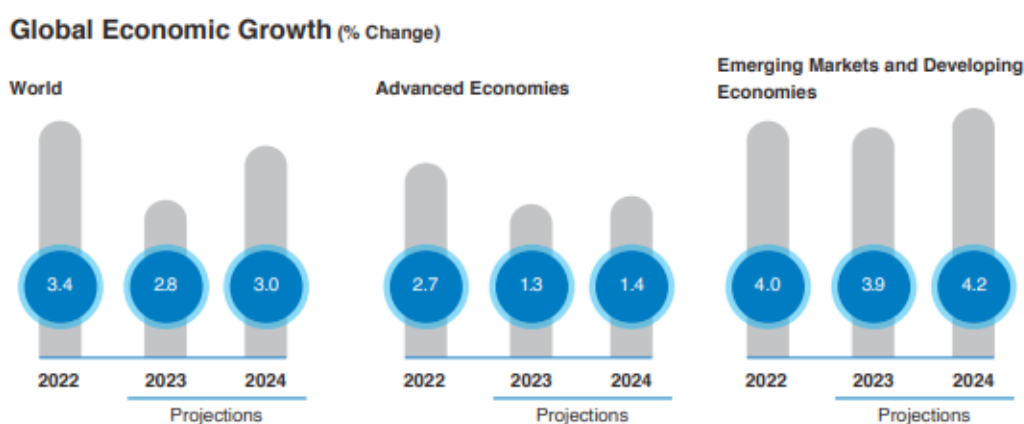 Global Economic Growth (% Change)
World
3.4
2.8
3.0
2022
2023
2024
Projections
Advanced Economies
2.7
1.3
1.4
2022
2023
2024
Projections
Emerging Markets and Developing
Economies
4.0
3.9
4.2
2022
2023
2024
Projections